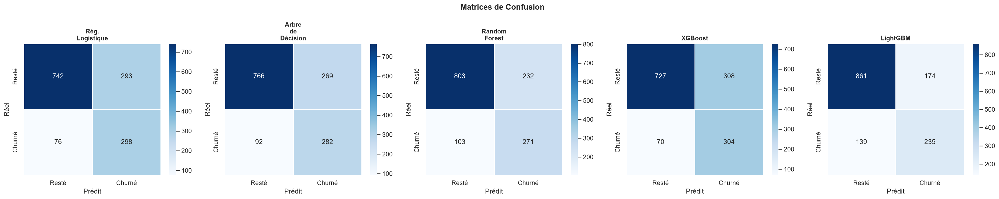 Matrices de Confusion
Rég.
Logistique
Réel
Resté
Churné
742
293
76
298
Resté
Churné
Prédit
700
600
500
400
300
200
100
Arbre
de
Décision
Réel
Resté
Churné
766
269
92
282
Resté
Churné
Prédit
700
600
500
400
300
200
100
Random
Forest
Réel
Resté
Churné
803
232
103
271
Resté
Churné
Prédit
800
700
600
500
400
300
200
XGBoost
Réel
Resté
Churné
727
308
70
304
Resté
Churné
Prédit
700
600
500
400
300
200
100
LightGBM
Réel
Resté
Churné
861
174
139
235
Resté
Churné
Prédit
800
700
600
500
400
300
200